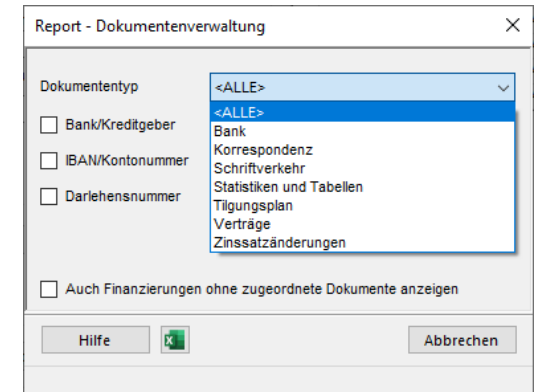 Report - Dokumentenverwaltung
Dokumententyp
<ALLE>
<ALLE>
Bank
Korrespondenz
Schriftverkehr
Statistiken und Tabellen
Tilgungsplan
Verträge
Zinssatzänderungen
Bank/Kreditgeber
IBAN/Kontonummer
Darlehensnummer
Auch Finanzierungen ohne zugeordnete Dokumente anzeigen
Hilfe
Abbrechen